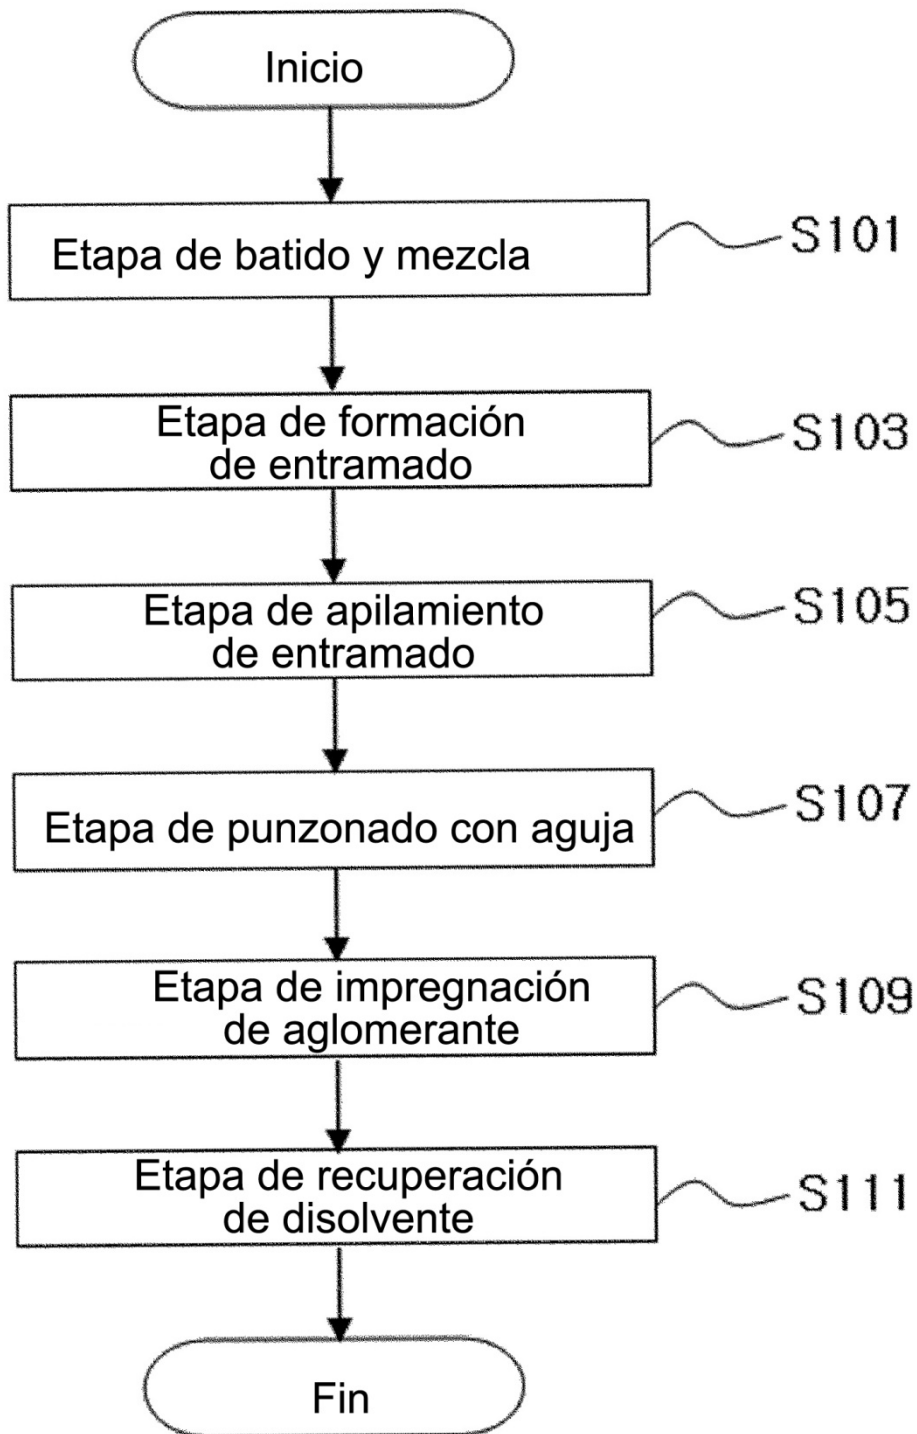 Inicio
Etapa de batido y mezcla
S101
Etapa de formación
de entramado
S103
Etapa de apilamiento
de entramado
S105
Etapa de punzonado con aguja
S107
Etapa de impregnación
de aglomerante
S109
Etapa de recuperación
de disolvente
S111
Fin